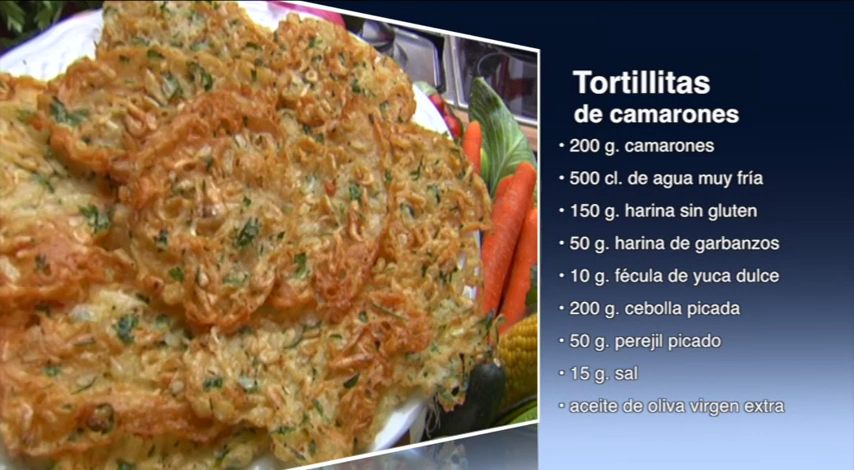 Tortillitas
de camarones
• 200 g. camarones
• 500 cl. de agua muy fría
• 150 g. harina sin gluten
• 50 g. harina de garbanzos
• 10 g. fécula de yuca dulce
• 200 g. cebolla picada
• 50 g. perejil picado
• 15 g. sal
• aceite de oliva virgen extra